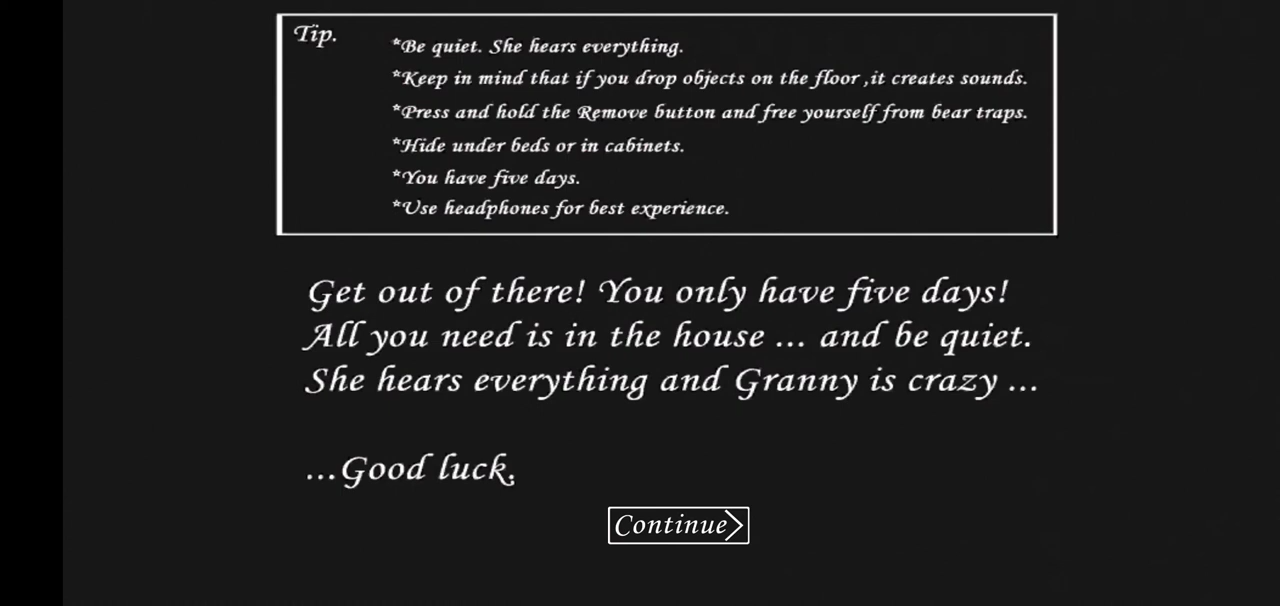 Tip.
*Be quiet. She hears everything.
*Keep in mind that if you drop objects on the floor ,it creates sounds.
*Press and hold the Remove button and free yourself from bear traps.
*Hide under beds or in cabinets.
*You have five days.
*Use headphones for best experience.
Get out of there! You only have five days!
All you need is in the house ... and be quiet.
She hears everything and Granny is crazy ...
...Good luck.
Continue